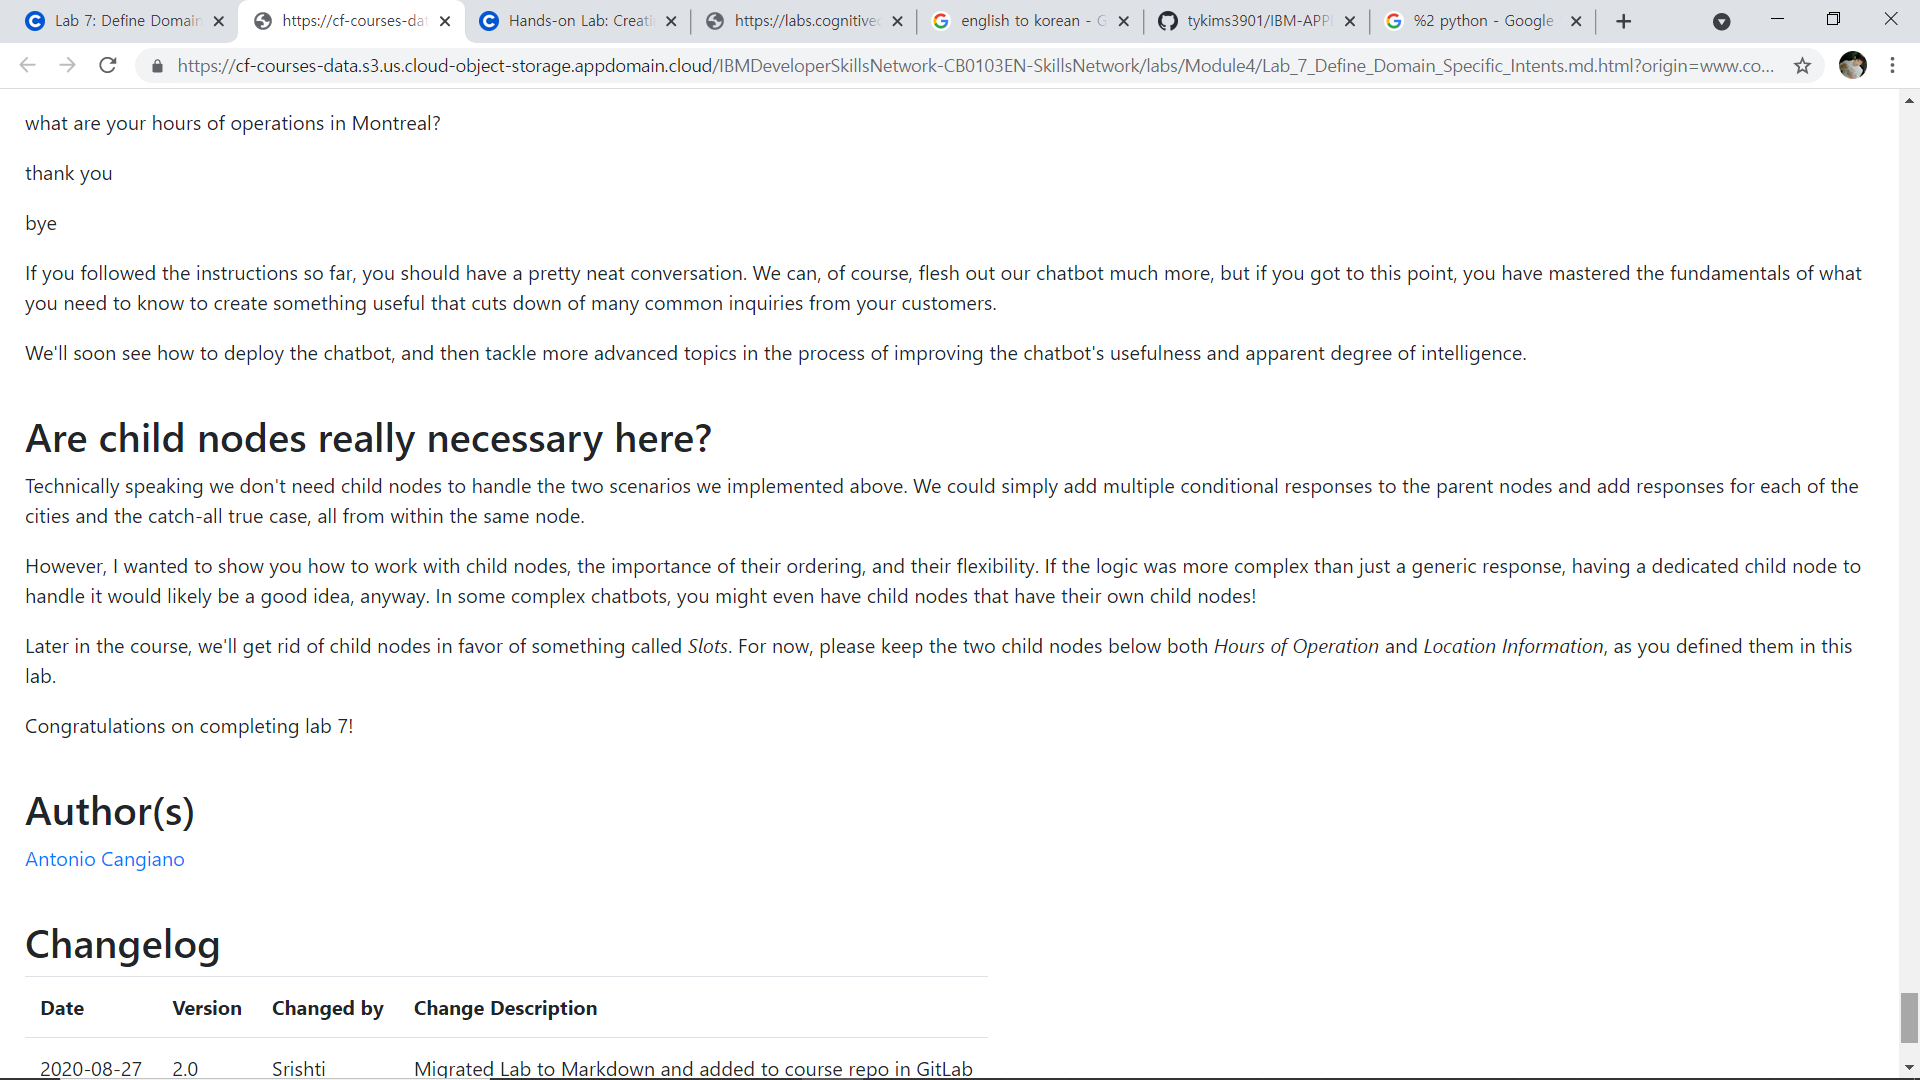 Lab 7: Define Domain
https://cf-courses-dat
Hands-on Lab: Creati
https://labs.cognitivec
english to korean - G
tykims3901/IBM-APPL
%2 python - Google
https://cf-courses-data.s3.us.cloud-object-storage.appdomain.cloud/IBMDeveloperSkillsNetwork-CB0103EN-SkillsNetwork/labs/Module4/Lab_7_Define_Domain_Specific_Intents.md.html?origin=www.co...
what are your hours of operations in Montreal?
thank you
bye
If you followed the instructions so far, you should have a pretty neat conversation. We can, of course, flesh out our chatbot much more, but if you got to this point, you have mastered the fundamentals of what
you need to know to create something useful that cuts down of many common inquiries from your customers.
We'll soon see how to deploy the chatbot, and then tackle more advanced topics in the process of improving the chatbot's usefulness and apparent degree of intelligence.
Are child nodes really necessary here?
Technically speaking we don't need child nodes to handle the two scenarios we implemented above. We could simply add multiple conditional responses to the parent nodes and add responses for each of the
cities and the catch-all true case, all from within the same node.
However, I wanted to show you how to work with child nodes, the importance of their ordering, and their flexibility. If the logic was more complex than just a generic response, having a dedicated child node to
handle it would likely be a good idea, anyway. In some complex chatbots, you might even have child nodes that have their own child nodes!
Later in the course, we'll get rid of child nodes in favor of something called Slots. For now, please keep the two child nodes below both Hours of Operation and Location Information, as you defined them in this
lab.
Congratulations on completing lab 7!
Author(s)
Antonio Cangiano
Changelog
Date Version Changed by Change Description
2020-08-27 2.0 Srishti Migrated Lab to Markdown and added to course repo in GitLab